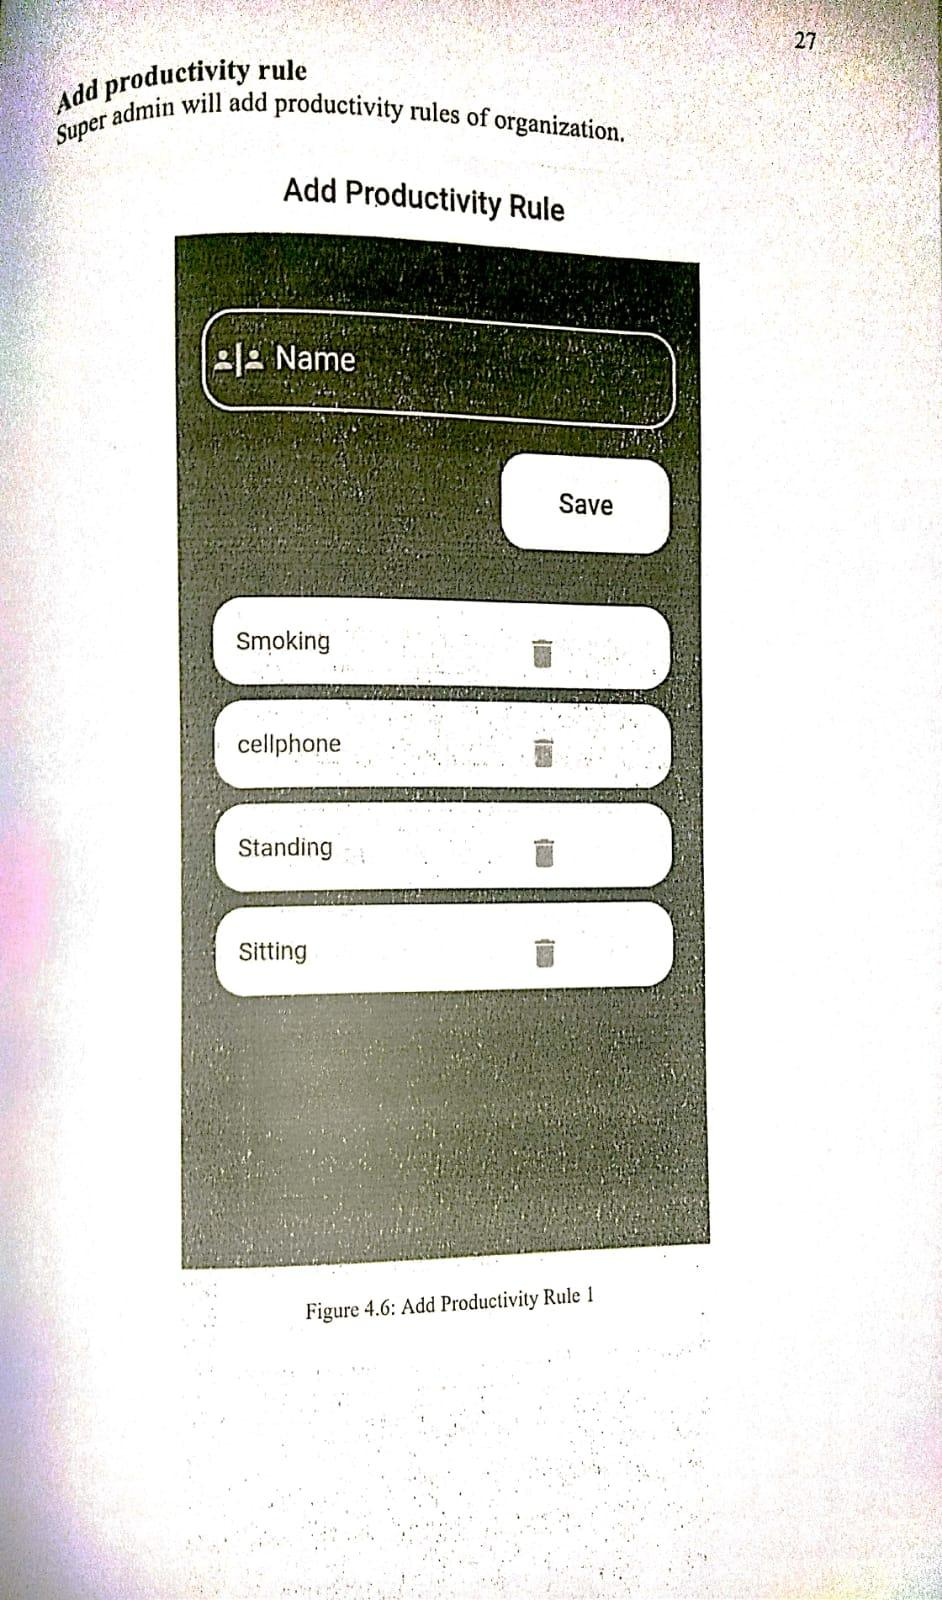 27
Add productivity rule
Super admin will add productivity rules of organization.
Add Productivity Rule
Name
Save
Smoking
cellphone
Standing
Sitting
Figure 4.6: Add Productivity Rule 1